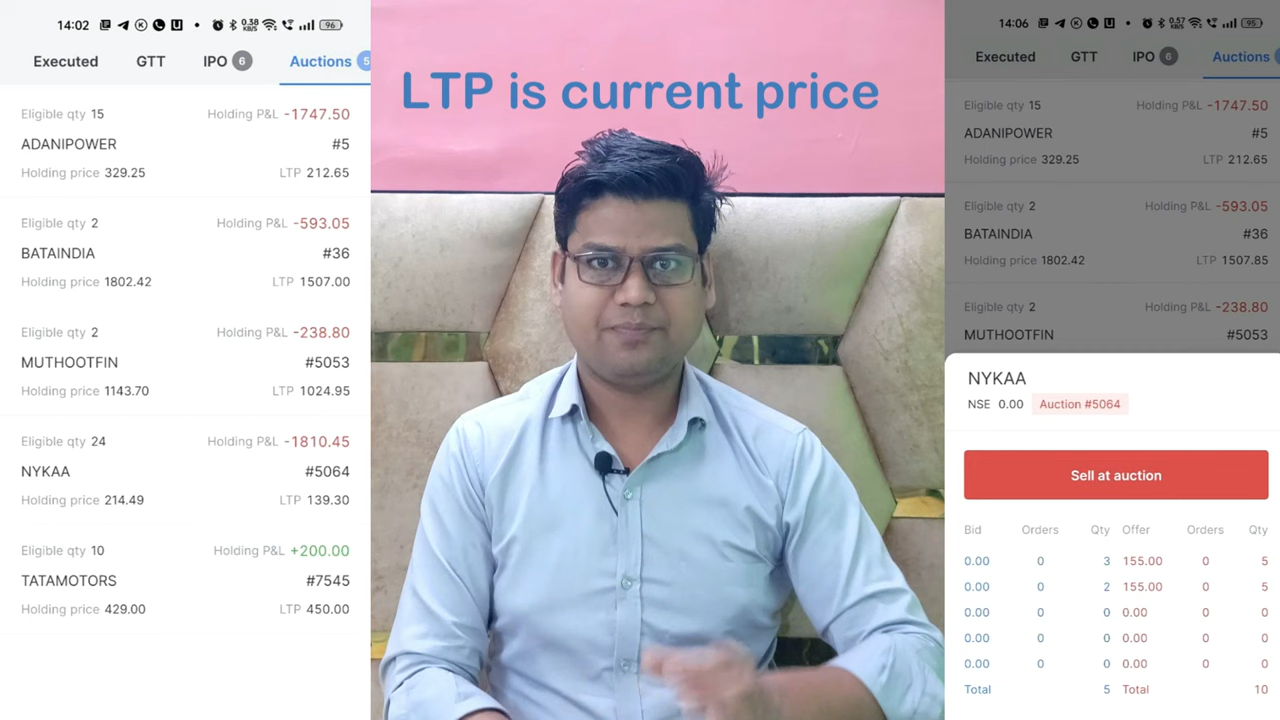 14:02 0.38 KB/S 96
Executed GTT IPO 6 Auctions 5
Eligible qty 15 Holding P&L -1747.50
ADANIPOWER #5
Holding price 329.25 LTP 212.65
Eligible qty 2 Holding P&L -593.05
BATAINDIA #36
Holding price 1802.42 LTP 1507.00
Eligible qty 2 Holding P&L -238.80
MUTHOOTFIN #5053
Holding price 1143.70 LTP 1024.95
Eligible qty 24 Holding P&L -1810.45
NYKAA #5064
Holding price 214.49 LTP 139.30
Eligible qty 10 Holding P&L +200.00
TATAMOTORS #7545
Holding price 429.00 LTP 450.00
LTP is current price
14:06 0.57 KB/S 95
Executed GTT IPO 6 Auctions
Eligible qty 15 Holding P&L -1747.50
ADANIPOWER #5
Holding price 329.25 LTP 212.65
Eligible qty 2 Holding P&L -593.05
BATAINDIA #36
Holding price 1802.42 LTP 1507.85
Eligible qty 2 Holding P&L -238.80
MUTHOOTFIN #5053
NYKAA
NSE 0.00 Auction #5064
Sell at auction
Bid Orders Qty Offer Orders Qty
0.00 0 3 155.00 0 5
0.00 0 2 155.00 0 5
0.00 0 0 0.00 0 0
0.00 0 0 0.00 0 0
0.00 0 0 0.00 0 0
Total 5 Total 10